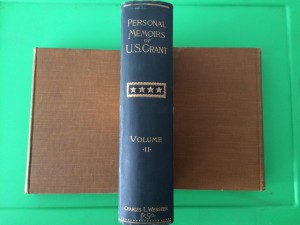 PERSONAL
MEMOIRS
OF
U.S. GRANT
VOLUME
·II·
CHARLES L. WEBSTER
& CO.